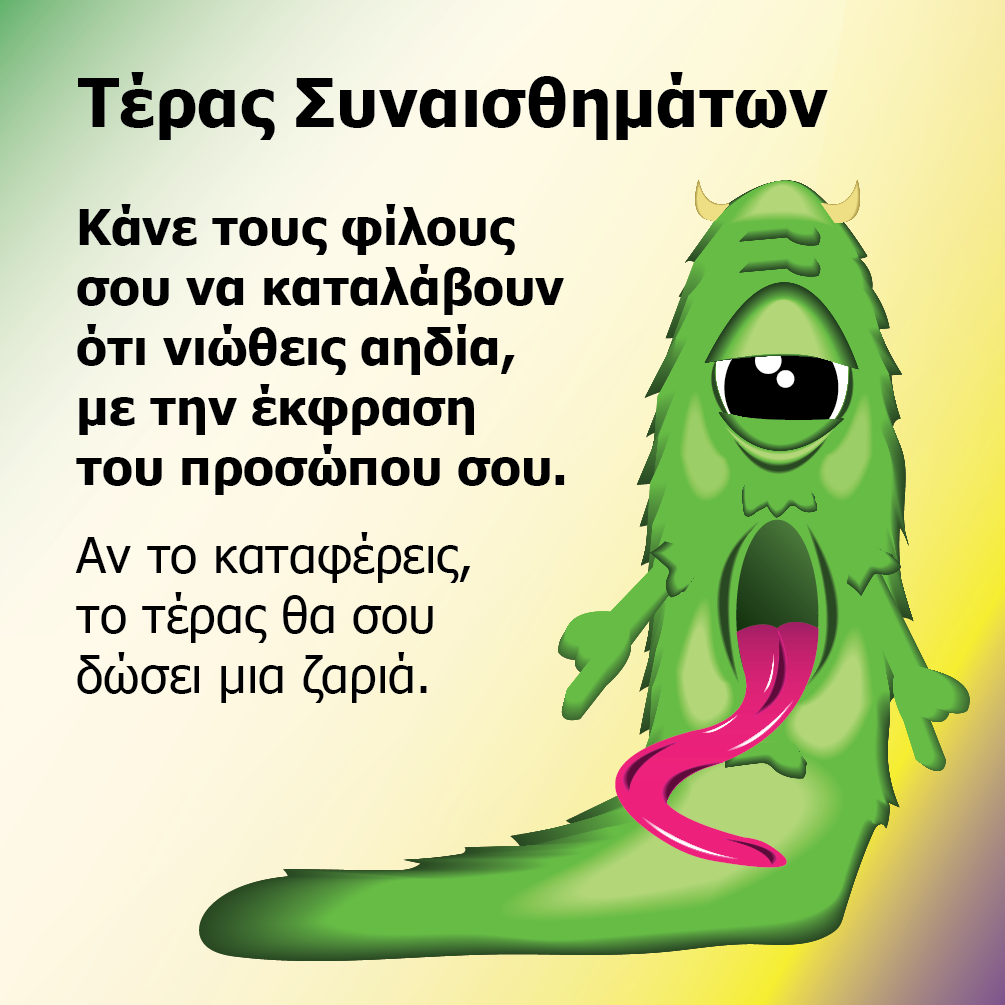 Τέρας Συναισθημάτων
Κάνε τους φίλους
σου να καταλάβουν
ότι νιώθεις αηδία,
με την έκφραση
του προσώπου σου.
Αν το καταφέρεις,
το τέρας θα σου
δώσει μια ζαριά.